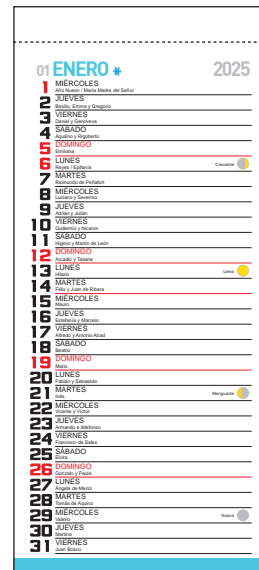 01 ENERO * 2025
1 MIÉRCOLES
Año Nuevo / María Madre del Señor
2 JUEVES
Basilio, Emma y Gregorio
3 VIERNES
Daniel y Genoveva
4 SÁBADO
Aquilino y Rigoberto
5 DOMINGO
Emiliana
6 LUNES
Reyes / Epifanía
Creciente
7 MARTES
Raimundo de Peñafort
8 MIÉRCOLES
Luciano y Severino
9 JUEVES
Adrián y Julián
10 VIERNES
Guillermo y Nicanor
11 SÁBADO
Higinio y Martín de León
12 DOMINGO
Arcadio y Tatiana
13 LUNES
Hilario
Llena
14 MARTES
Félix y Juan de Ribera
15 MIÉRCOLES
Mauro
16 JUEVES
Estefanía y Marcelo
17 VIERNES
Alfredo y Antonio Abad
18 SÁBADO
Beatriz
19 DOMINGO
Mario
20 LUNES
Fabián y Sebastián
21 MARTES
Inés
Menguante
22 MIÉRCOLES
Vicente y Víctor
23 JUEVES
Armando e Ildefonso
24 VIERNES
Francisco de Sales
25 SÁBADO
Elvira
26 DOMINGO
Gonzalo y Paula
27 LUNES
Ángela de Merici
28 MARTES
Tomás de Aquino
29 MIÉRCOLES
Valerio
Nueva
30 JUEVES
Martina
31 VIERNES
Juan Bosco